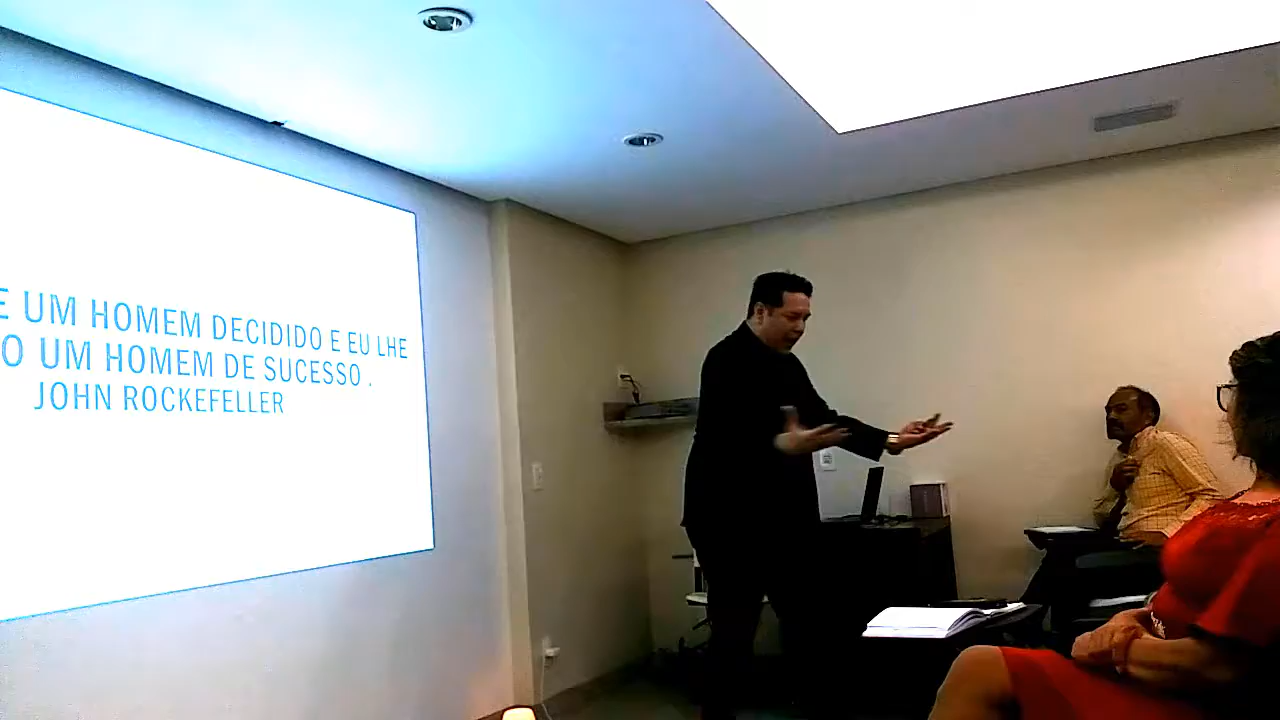 E UM HOMEM DECIDIDO E EU LHE
O UM HOMEM DE SUCESSO .
JOHN ROCKEFELLER